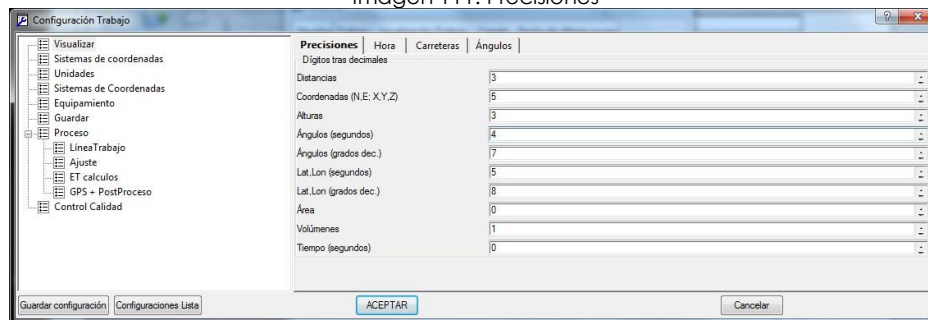 Imagen 111. Precisiones
Configuración Trabajo
Visualizar
Sistemas de coordenadas
Unidades
Sistemas de Coordenadas
Equipamiento
Guardar
Proceso
LíneaTrabajo
Ajuste
ET calculos
GPS + PostProceso
Control Calidad
Precisiones Hora Carreteras Ángulos
Dígitos tras decimales
Distancias 3
Coordenadas (N,E; X,Y,Z) 5
Alturas 3
Ángulos (segundos) 4
Ángulos (grados dec.) 7
Lat,Lon (segundos) 5
Lat,Lon (grados dec.) 8
Área 0
Volúmenes 1
Tiempo (segundos) 0
Guardar configuración Configuraciones Lista ACEPTAR Cancelar